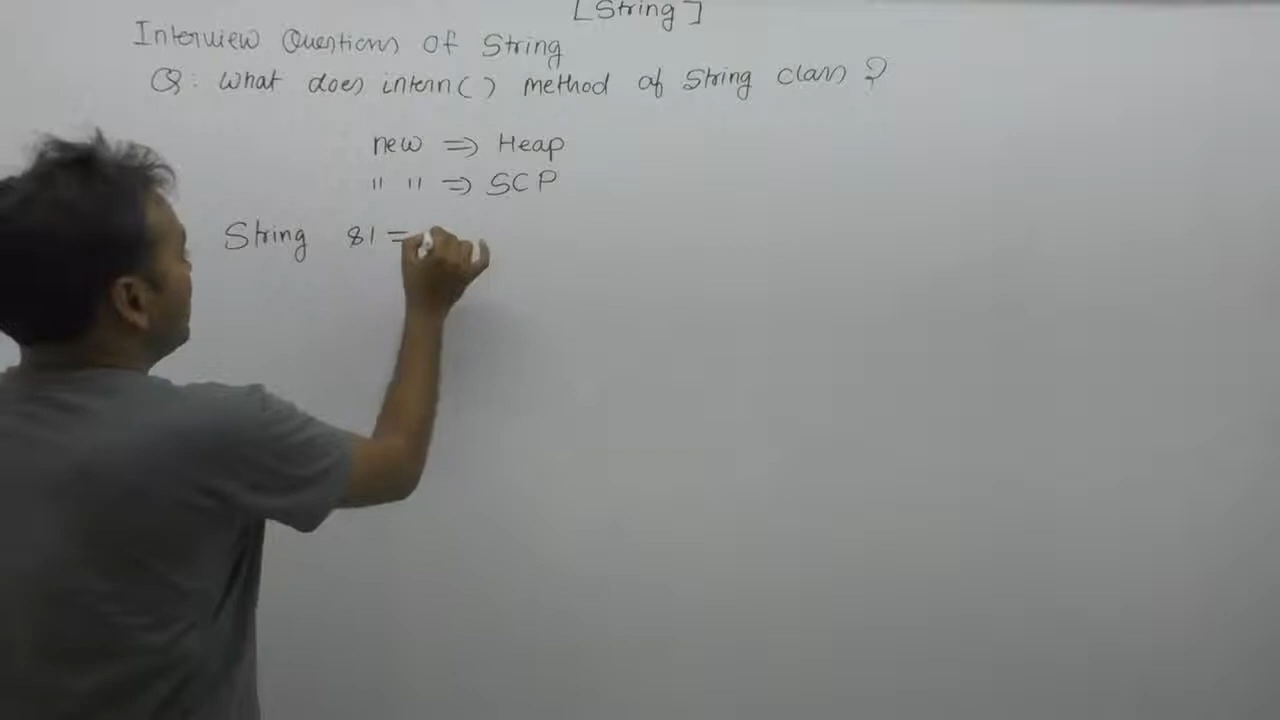 [String]
Interview Questions Of String
Q: What does intern() method of String class?
new => Heap
" " => SCP
String s1 =